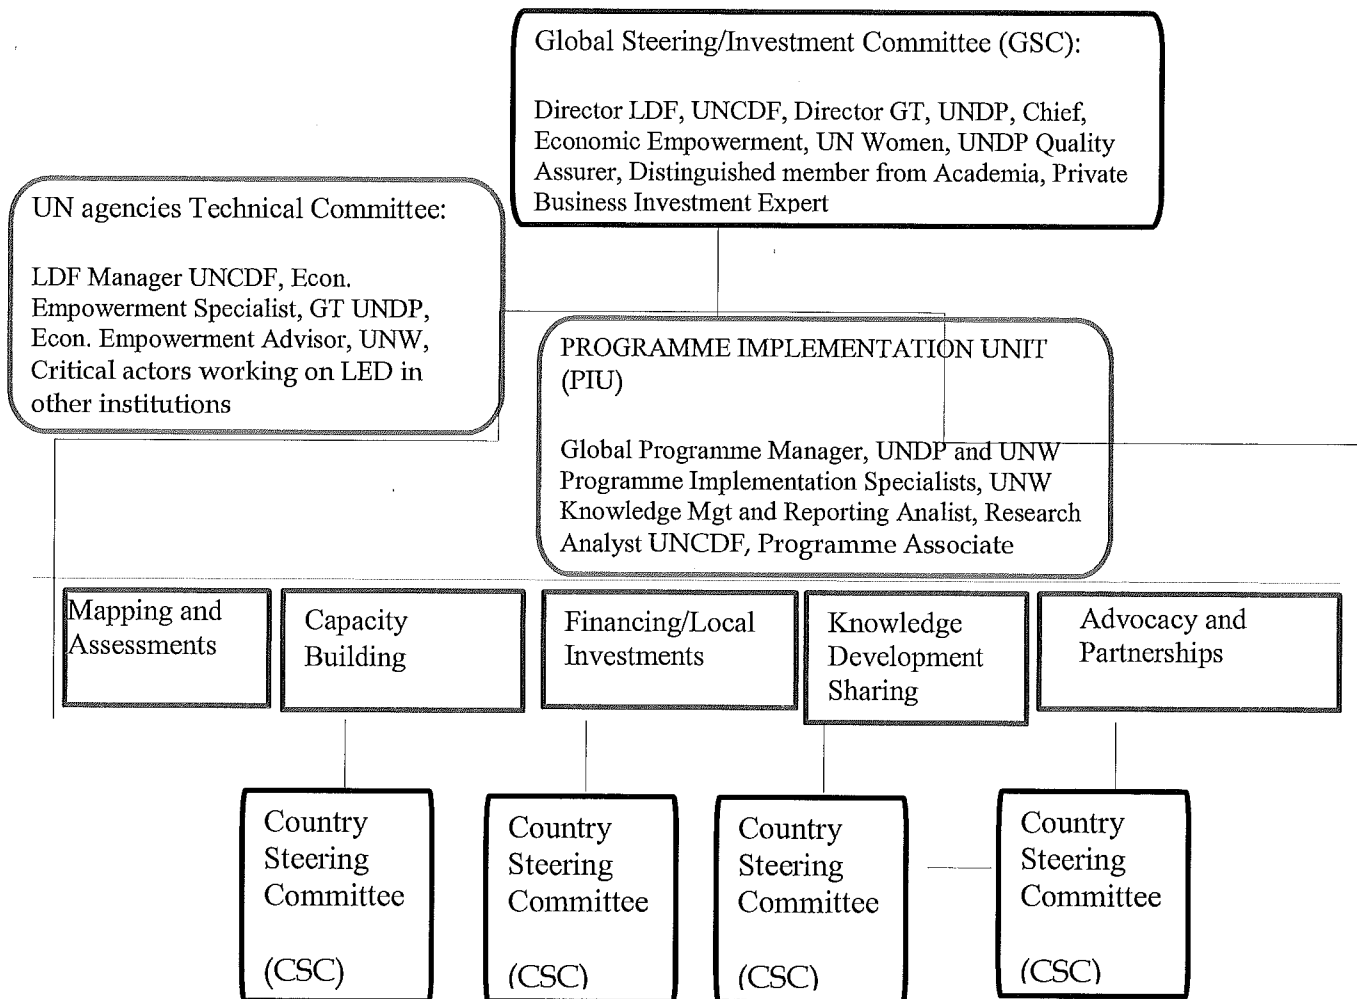 Global Steering/Investment Committee (GSC):
Director LDF, UNCDF, Director GT, UNDP, Chief,
Economic Empowerment, UN Women, UNDP Quality
Assurer, Distinguished member from Academia, Private
Business Investment Expert
UN agencies Technical Committee:
LDF Manager UNCDF, Econ.
Empowerment Specialist, GT UNDP,
Econ. Empowerment Advisor, UNW,
Critical actors working on LED in
other institutions
PROGRAMME IMPLEMENTATION UNIT
(PIU)
Global Programme Manager, UNDP and UNW
Programme Implementation Specialists, UNW
Knowledge Mgt and Reporting Analist, Research
Analyst UNCDF, Programme Associate
Mapping and
Assessments
Capacity
Building
Financing/Local
Investments
Knowledge
Development
Sharing
Advocacy and
Partnerships
Country
Steering
Committee
(CSC)
Country
Steering
Committee
(CSC)
Country
Steering
Committee
(CSC)
Country
Steering
Committee
(CSC)